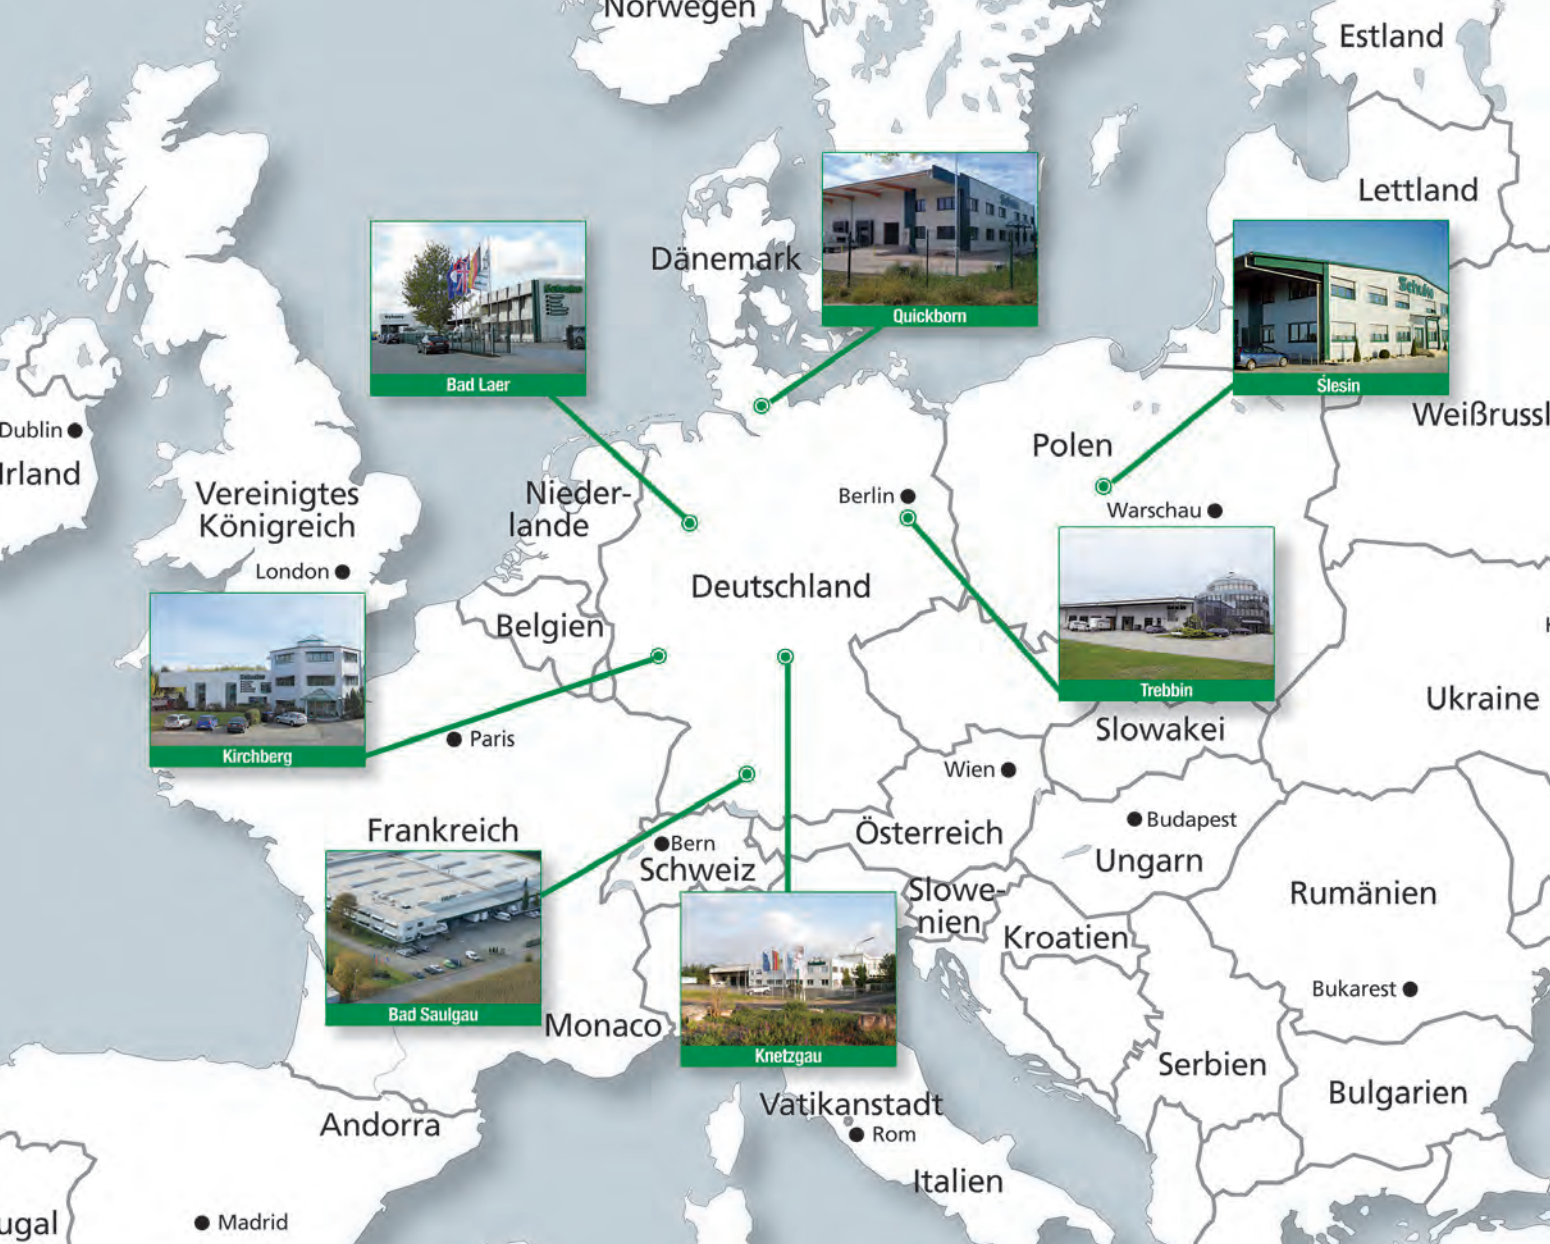 Norwegen
Estland
Lettland
Dänemark
Quickborn
Bad Laer
Schulte
Ślesin
Dublin
Irland
Weißrussl
Polen
Vereinigtes
Königreich
Nieder-
lande
Berlin
Warschau
London
Deutschland
Belgien
Kirchberg
Trebbin
Ukraine
Paris
Slowakei
Wien
Frankreich
Bern
Schweiz
Österreich
Budapest
Ungarn
Slowe-
nien
Rumänien
Kroatien
Bad Saulgau
Monaco
Knetzgau
Bukarest
Serbien
Bulgarien
Vatikanstadt
Andorra
Rom
Italien
ugal
Madrid